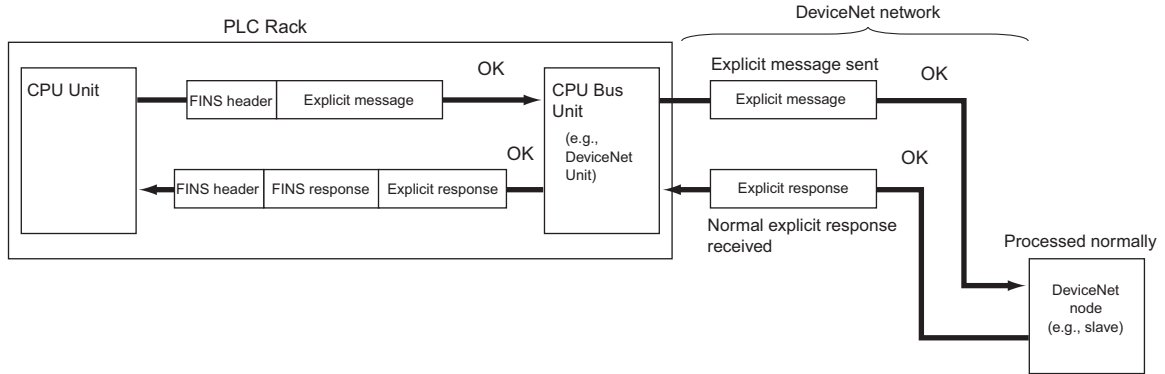 DeviceNet network
PLC Rack
CPU Unit
FINS header
Explicit message
OK
CPU Bus
Unit
(e.g.,
DeviceNet
Unit)
Explicit message sent
Explicit message
OK
FINS header
FINS response
Explicit response
OK
Explicit response
OK
Normal explicit response
received
Processed normally
DeviceNet
node
(e.g., slave)